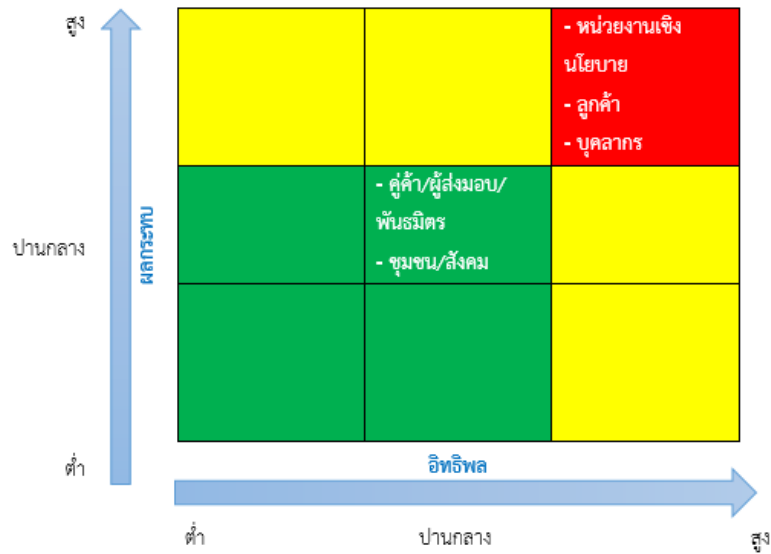 สูง
- หน่วยงานเชิง
นโยบาย
- ลูกค้า
- บุคลากร
- คู่ค้า/ผู้ส่งมอบ/
พันธมิตร
- ชุมชน/สังคม
ปานกลาง
ผลกระทบ
ต่ำ
อิทธิพล
ต่ำ
ปานกลาง
สูง